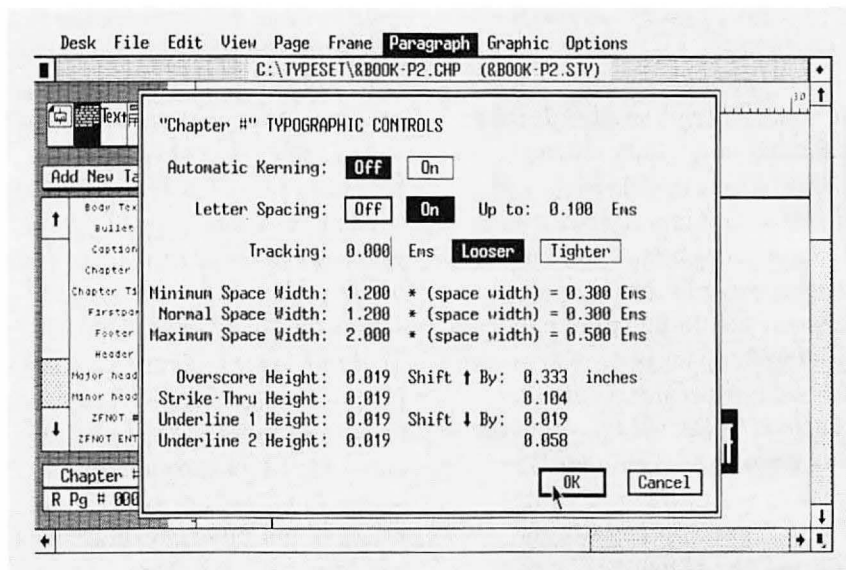 Desk File Edit View Page Frame Paragraph Graphic Options
C:\TYPESET\&BOOK-P2.CHP (&BOOK-P2.STY)
Text
Add New Ta
Body Tex
Bullet
Caption
Chapter
Chapter Ti
Firstpar
Footer
Header
Major head
Minor head
ZFNOT #
ZFNOT ENT
Chapter #
R Pg # 000
"Chapter #" TYPOGRAPHIC CONTROLS
Automatic Kerning: Off On
Letter Spacing: Off On Up to: 0.100 Ems
Tracking: 0.000 Ems Looser Tighter
Minimum Space Width: 1.200 * (space width) = 0.300 Ems
Normal Space Width: 1.200 * (space width) = 0.300 Ems
Maximum Space Width: 2.000 * (space width) = 0.500 Ems
Overscore Height: 0.019 Shift ↑ By: 0.333 inches
Strike-Thru Height: 0.019 0.104
Underline 1 Height: 0.019 Shift ↓ By: 0.019
Underline 2 Height: 0.019 0.058
OK Cancel